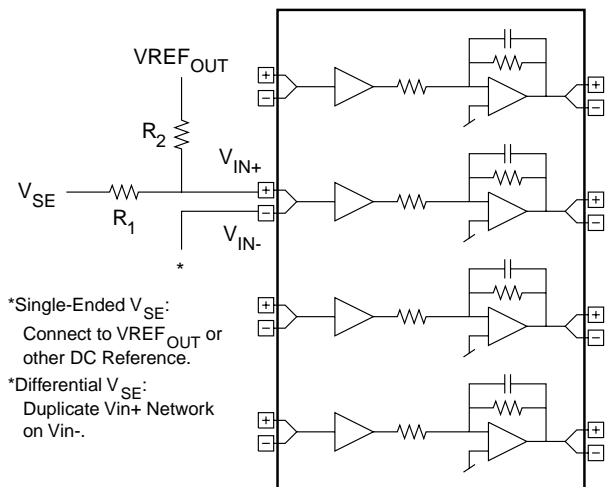 VREF_OUT
R_2
V_IN+
V_SE
R_1
V_IN-
*
*Single-Ended V_SE:
Connect to VREF_OUT or
other DC Reference.
*Differential V_SE:
Duplicate Vin+ Network
on Vin-.
+
−
+
−
+
−
+
−
+
−
+
−
+
−
+
−